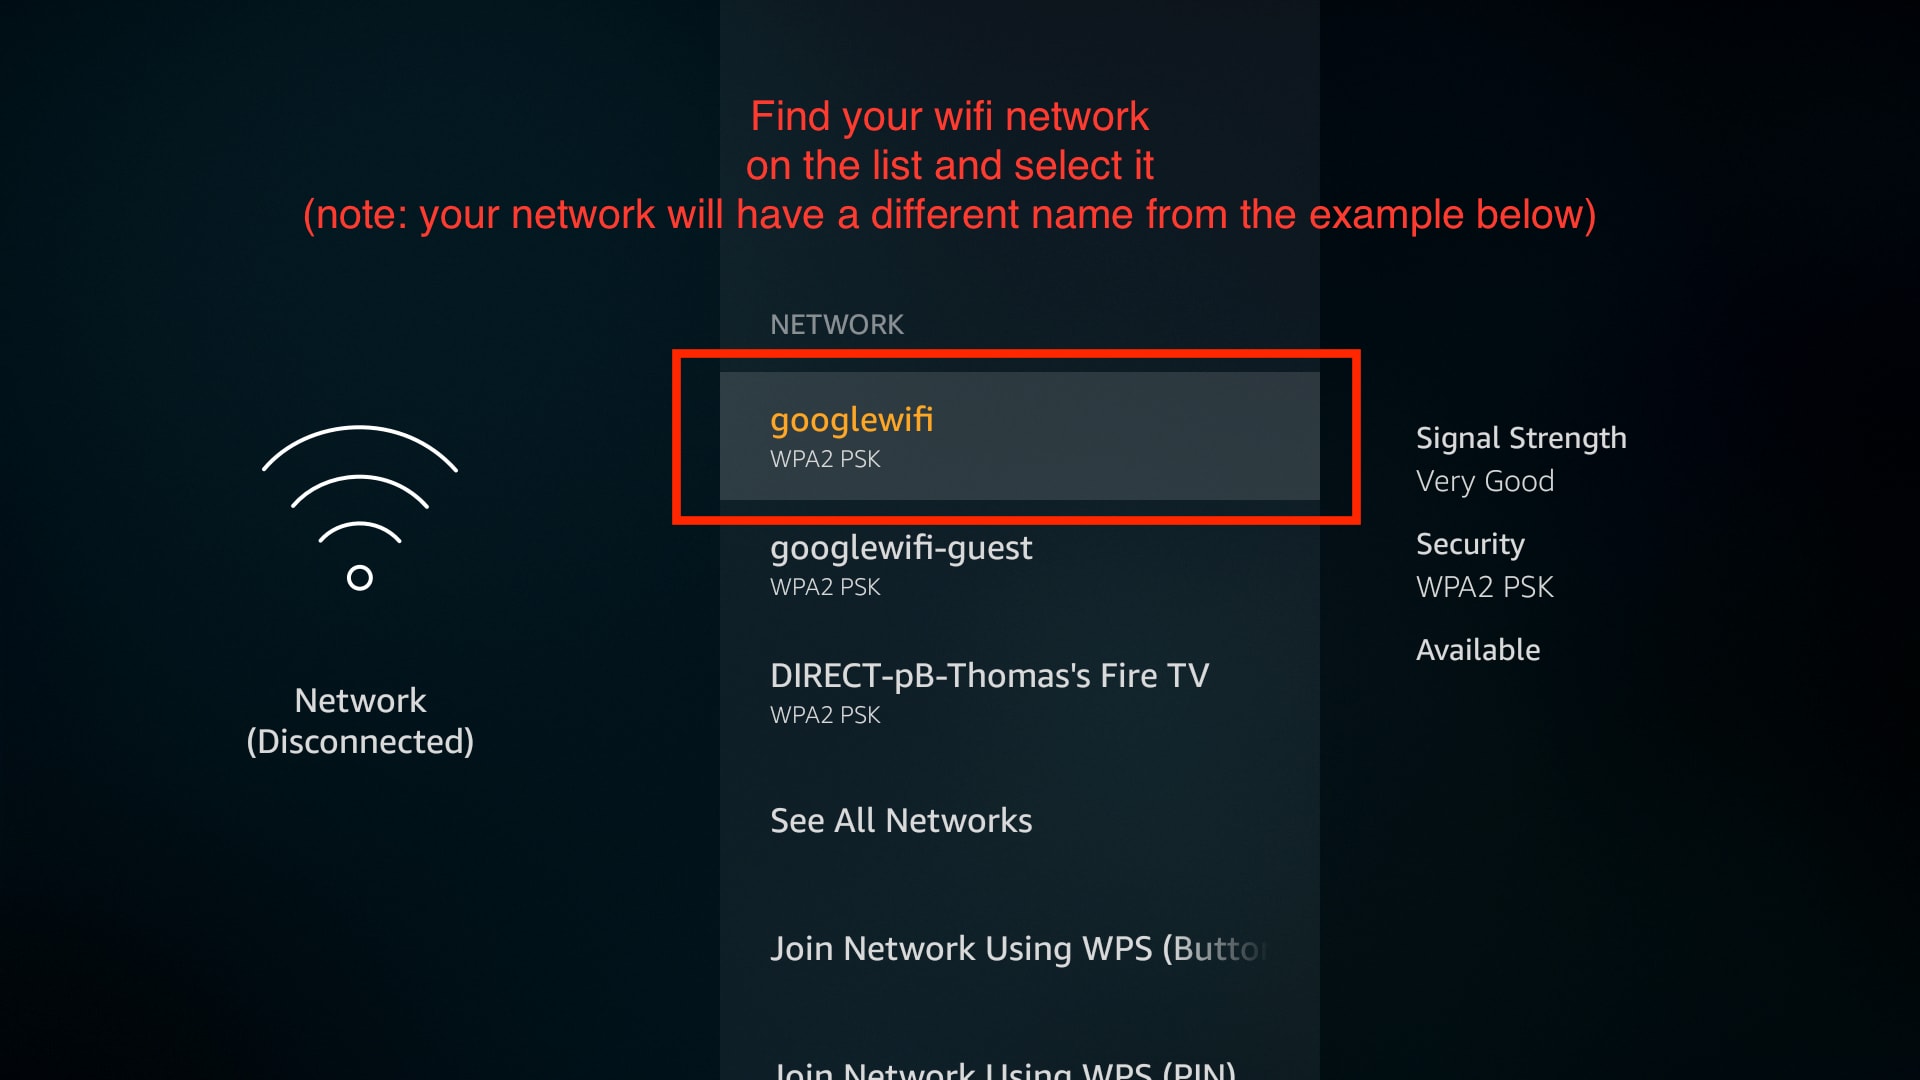 Find your wifi network
on the list and select it
(note: your network will have a different name from the example below)
NETWORK
googlewifi
WPA2 PSK
googlewifi-guest
WPA2 PSK
DIRECT-pB-Thomas's Fire TV
WPA2 PSK
See All Networks
Join Network Using WPS (Button
Join Network Using WPS (PIN)
Network
(Disconnected)
Signal Strength
Very Good
Security
WPA2 PSK
Available